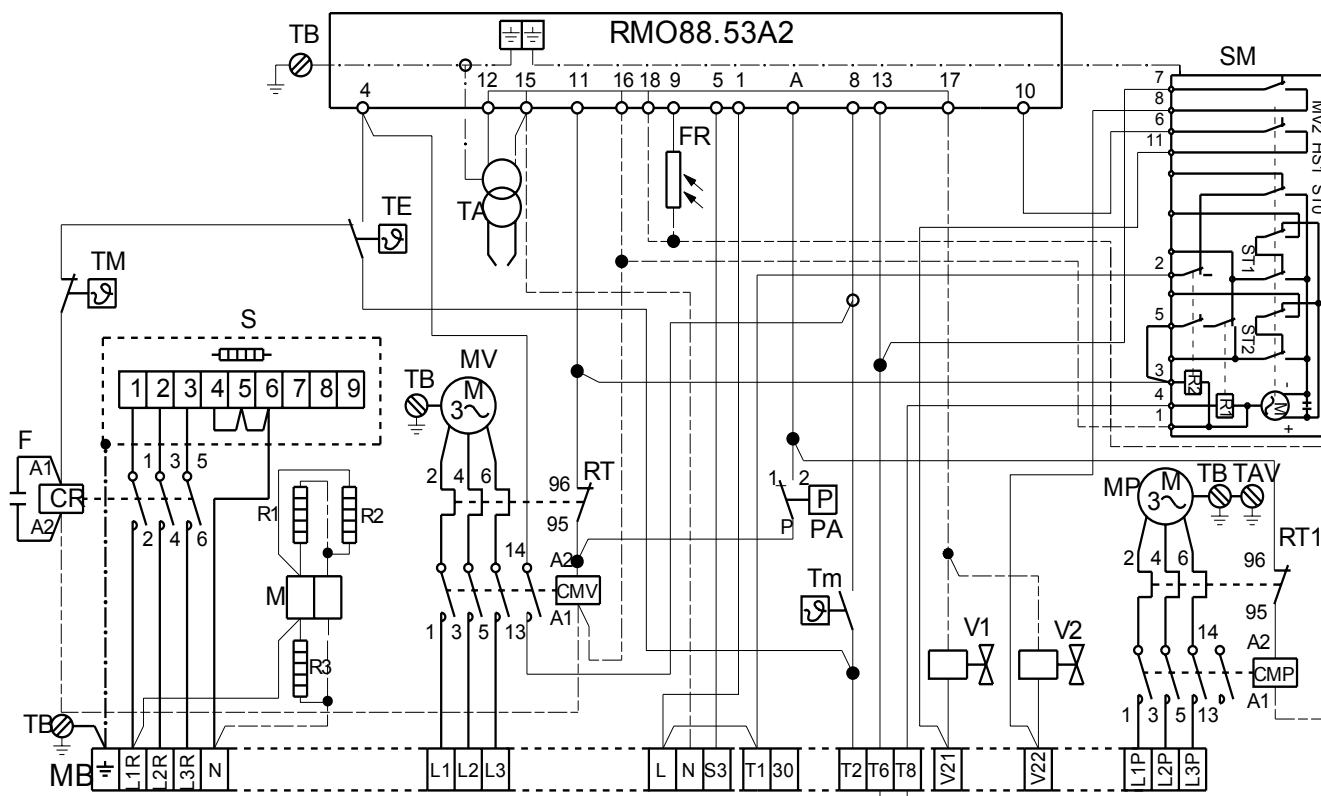 RMO88.53A2
TB
SM
4 12 15 11 16 18 9 5 1 A 8 13 17 10
7
8
6
11
2
5
3
4
1
MV2 HS1 ST0
ST1
ST2
R2
R1
M
- +
FR
TA
TE
TM
S
1 2 3 4 5 6 7 8 9
MV
TB
M
3
F
A1
CR
A2
1 3 5
2 4 6
R1
R2
M
R3
2 4 6
RT
96
95
14
A2
CMV
A1
1 3 5 13
1 2
P
P
PA
Tm
V1
V2
MP
M
3
TB TAV
RT1
2 4 6
96
95
14
A2
CMP
A1
1 3 5 13
TB
MB
L1R L2R L3R N
L1 L2 L3
L N S3
T1 30
T2 T6 T8
V21
V22
L1P L2P L3P